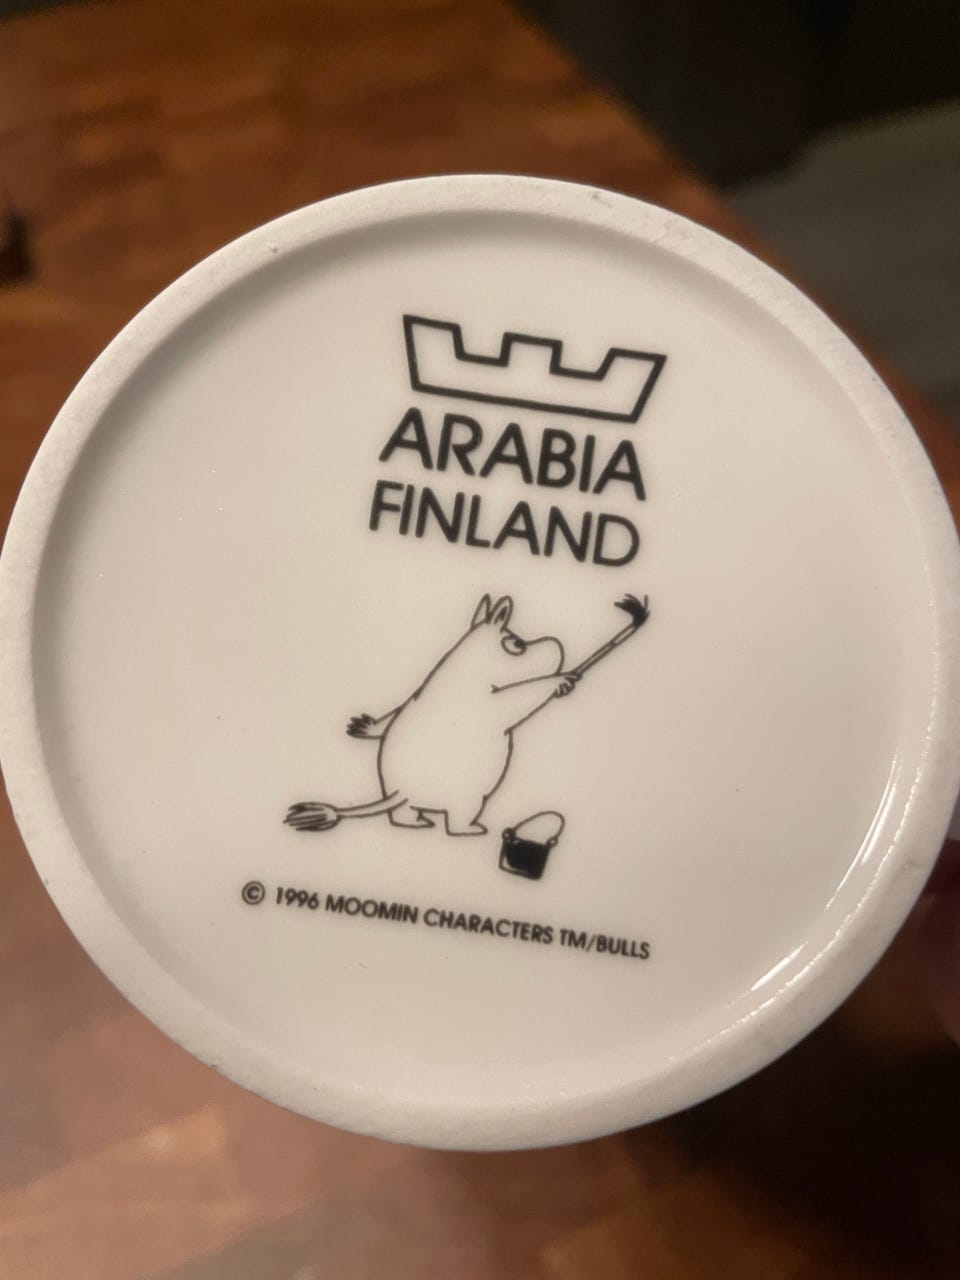 ARABIA
FINLAND
© 1996 MOOMIN CHARACTERS TM/BULLS